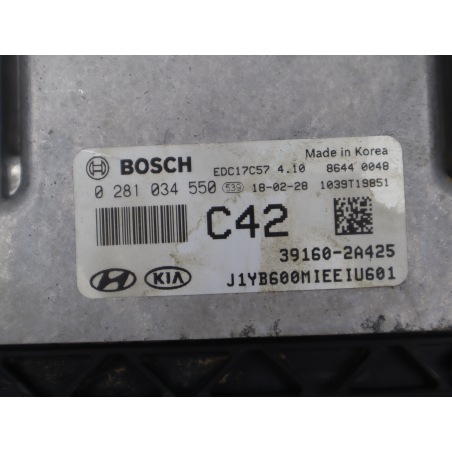 BOSCH EDC17C57 4.10 Made in Korea
8644 0048
0 281 034 550 539 18-02-28 1039T19851
C42
39160-2A425
KIA J1YB600MIEEIU601